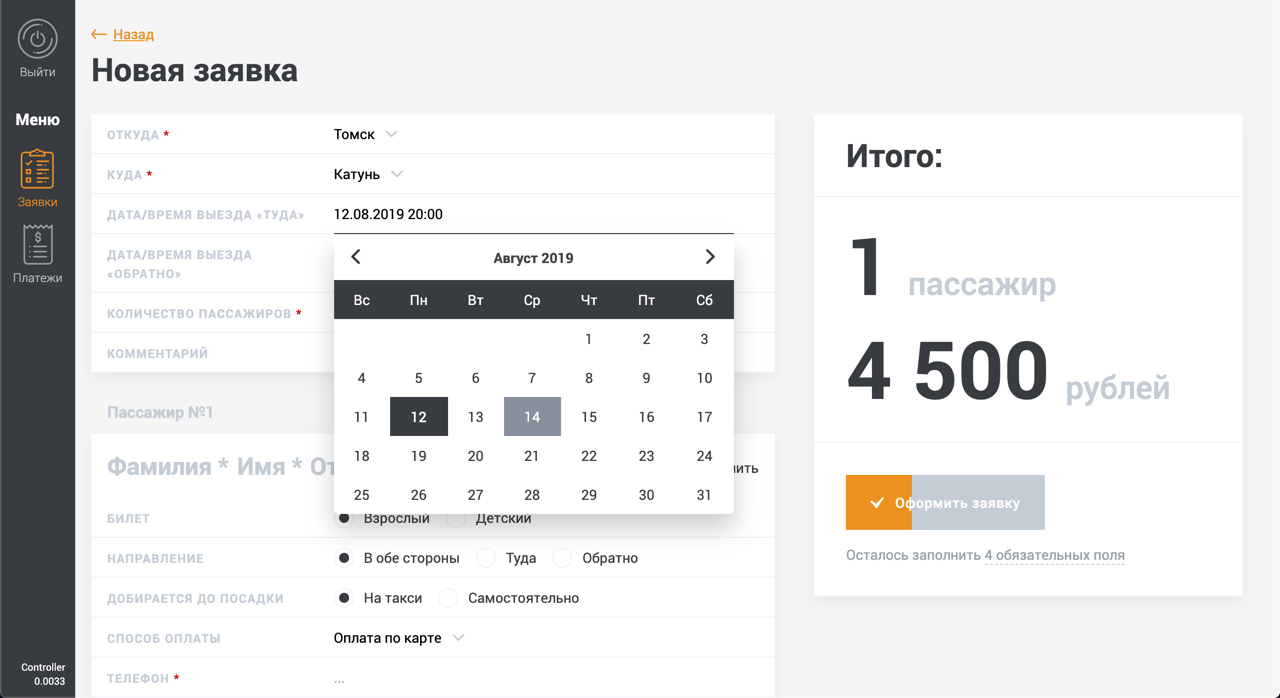 Выйти
Меню
Заявки
$
Платежи
Controller
0.0033
← Назад
Новая заявка
ОТКУДА * Томск
КУДА * Катунь
ДАТА/ВРЕМЯ ВЫЕЗДА «ТУДА» 12.08.2019 20:00
ДАТА/ВРЕМЯ ВЫЕЗДА
«ОБРАТНО»
КОЛИЧЕСТВО ПАССАЖИРОВ *
КОММЕНТАРИЙ
Август 2019
Вс Пн Вт Ср Чт Пт Сб
1 2 3
4 5 6 7 8 9 10
11 12 13 14 15 16 17
18 19 20 21 22 23 24
25 26 27 28 29 30 31
Пассажир №1
Фамилия * Имя * От
ить
БИЛЕТ Взрослый Детский
НАПРАВЛЕНИЕ В обе стороны Туда Обратно
ДОБИРАЕТСЯ ДО ПОСАДКИ На такси Самостоятельно
СПОСОБ ОПЛАТЫ Оплата по карте
ТЕЛЕФОН * ...
Итого:
1 пассажир
4 500 рублей
Оформить заявку
Осталось заполнить 4 обязательных поля